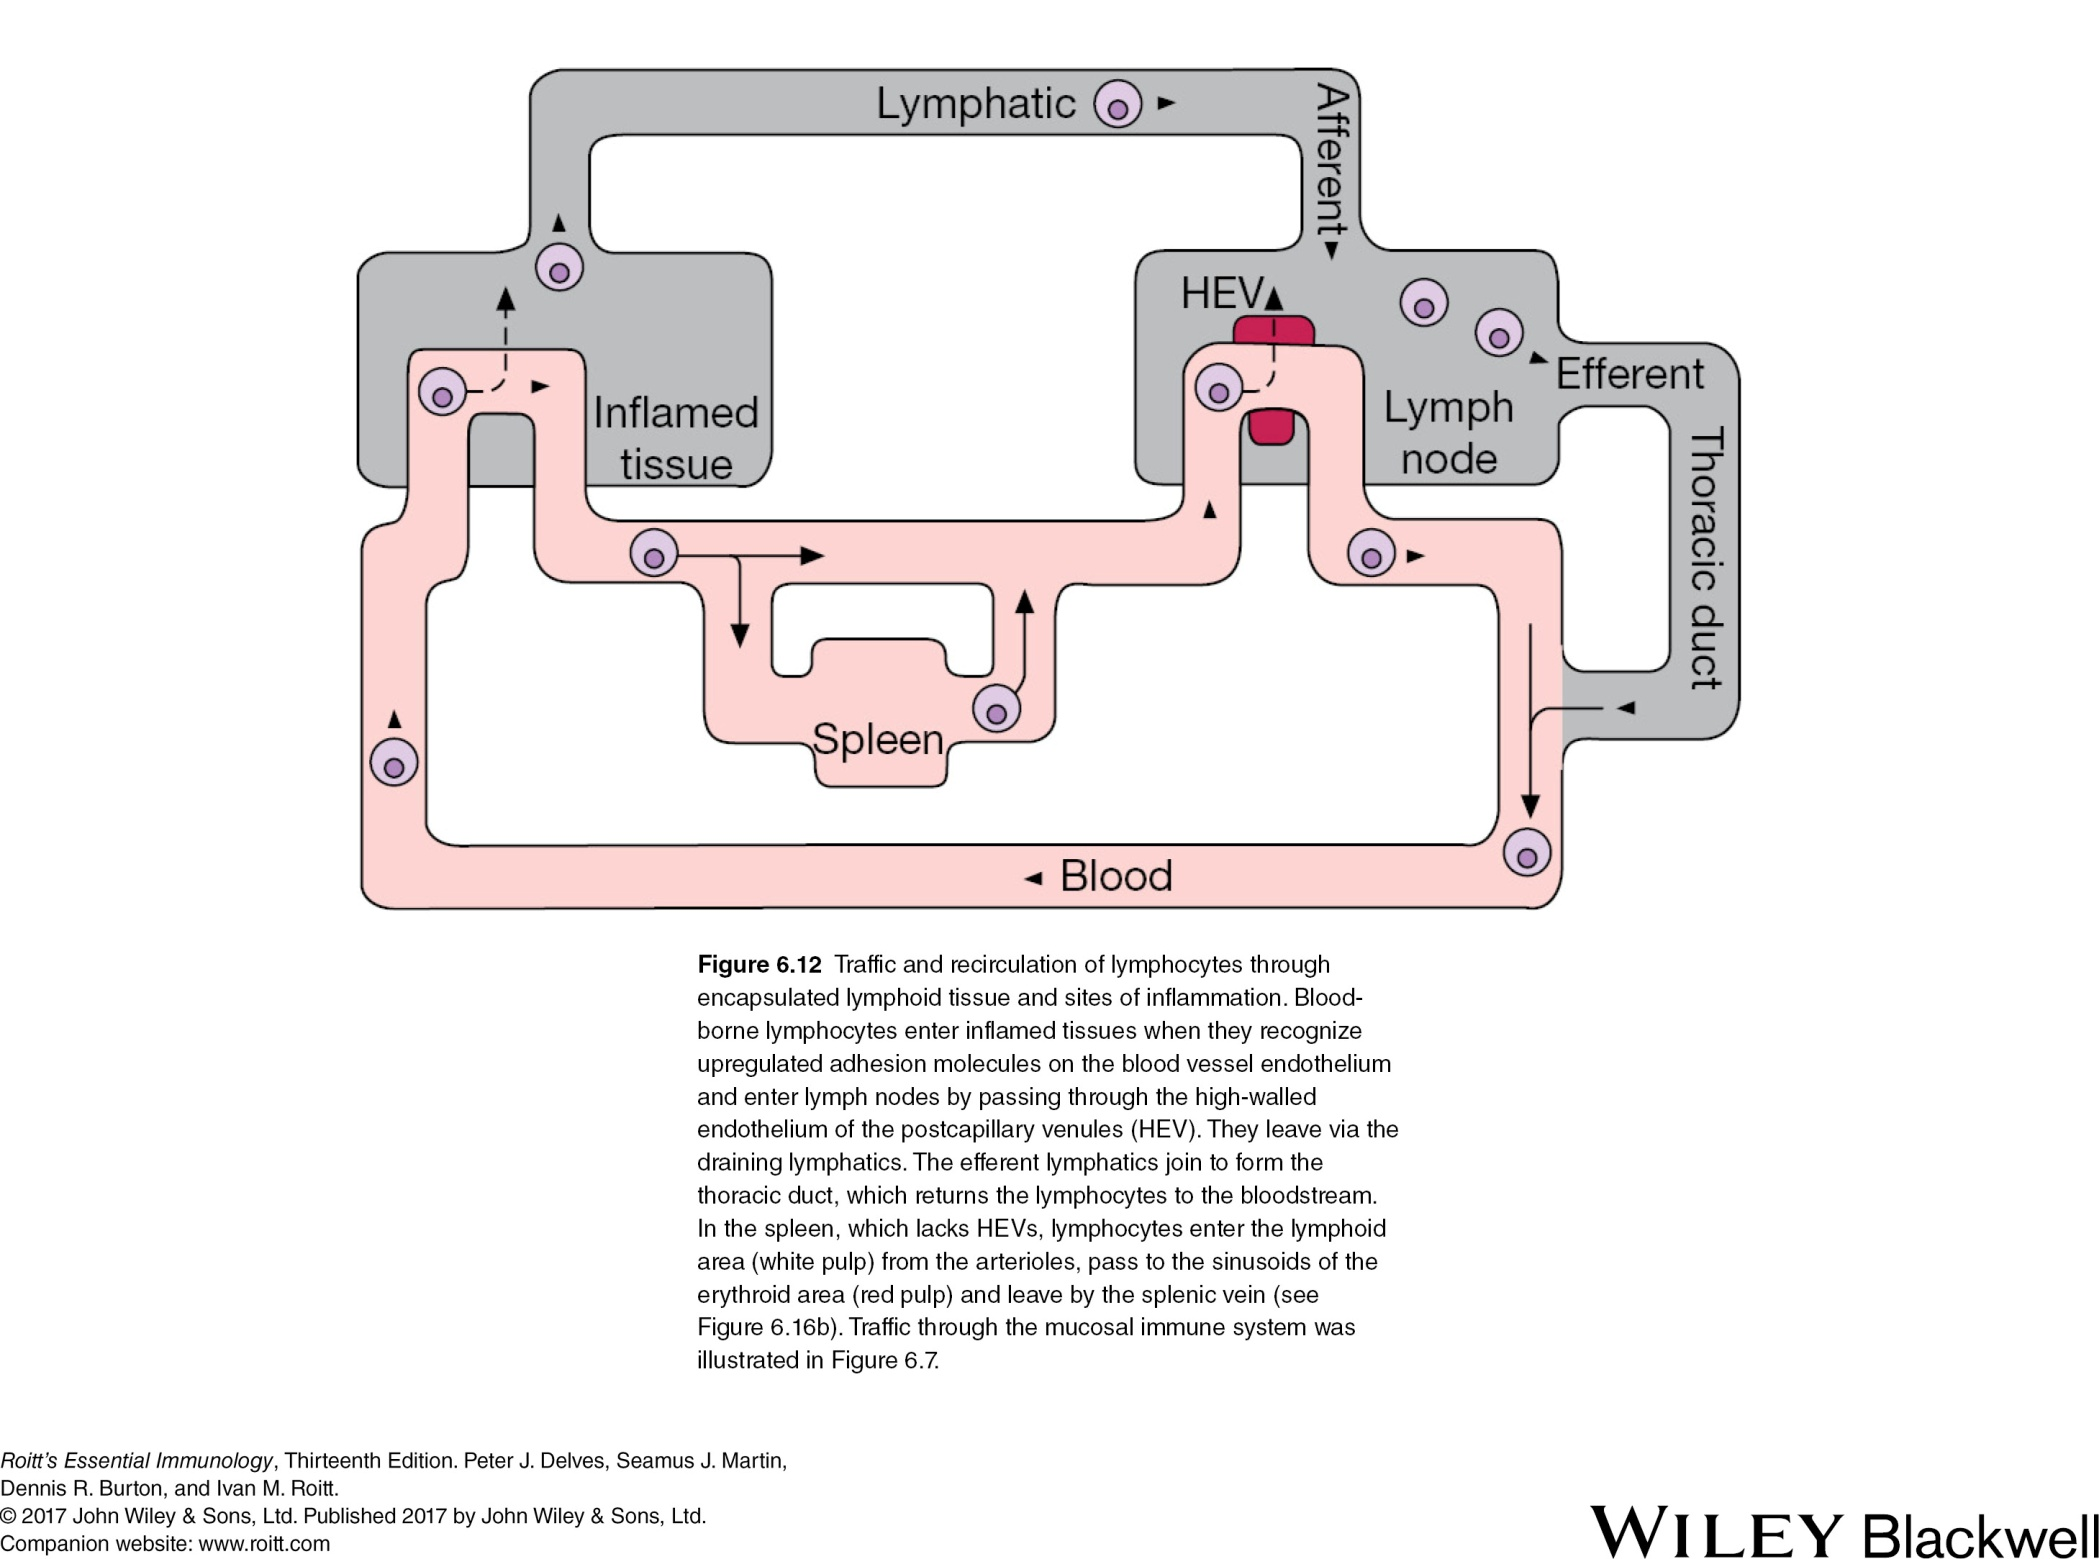 Lymphatic
Afferent
HEV
Efferent
Inflamed
tissue
Lymph
node
Thoracic duct
Spleen
Blood
Figure 6.12 Traffic and recirculation of lymphocytes through
encapsulated lymphoid tissue and sites of inflammation. Blood-
borne lymphocytes enter inflamed tissues when they recognize
upregulated adhesion molecules on the blood vessel endothelium
and enter lymph nodes by passing through the high-walled
endothelium of the postcapillary venules (HEV). They leave via the
draining lymphatics. The efferent lymphatics join to form the
thoracic duct, which returns the lymphocytes to the bloodstream.
In the spleen, which lacks HEVs, lymphocytes enter the lymphoid
area (white pulp) from the arterioles, pass to the sinusoids of the
erythroid area (red pulp) and leave by the splenic vein (see
Figure 6.16b). Traffic through the mucosal immune system was
illustrated in Figure 6.7.
Roitt's Essential Immunology, Thirteenth Edition. Peter J. Delves, Seamus J. Martin,
Dennis R. Burton, and Ivan M. Roitt.
© 2017 John Wiley & Sons, Ltd. Published 2017 by John Wiley & Sons, Ltd.
Companion website: www.roitt.com
WILEY Blackwell